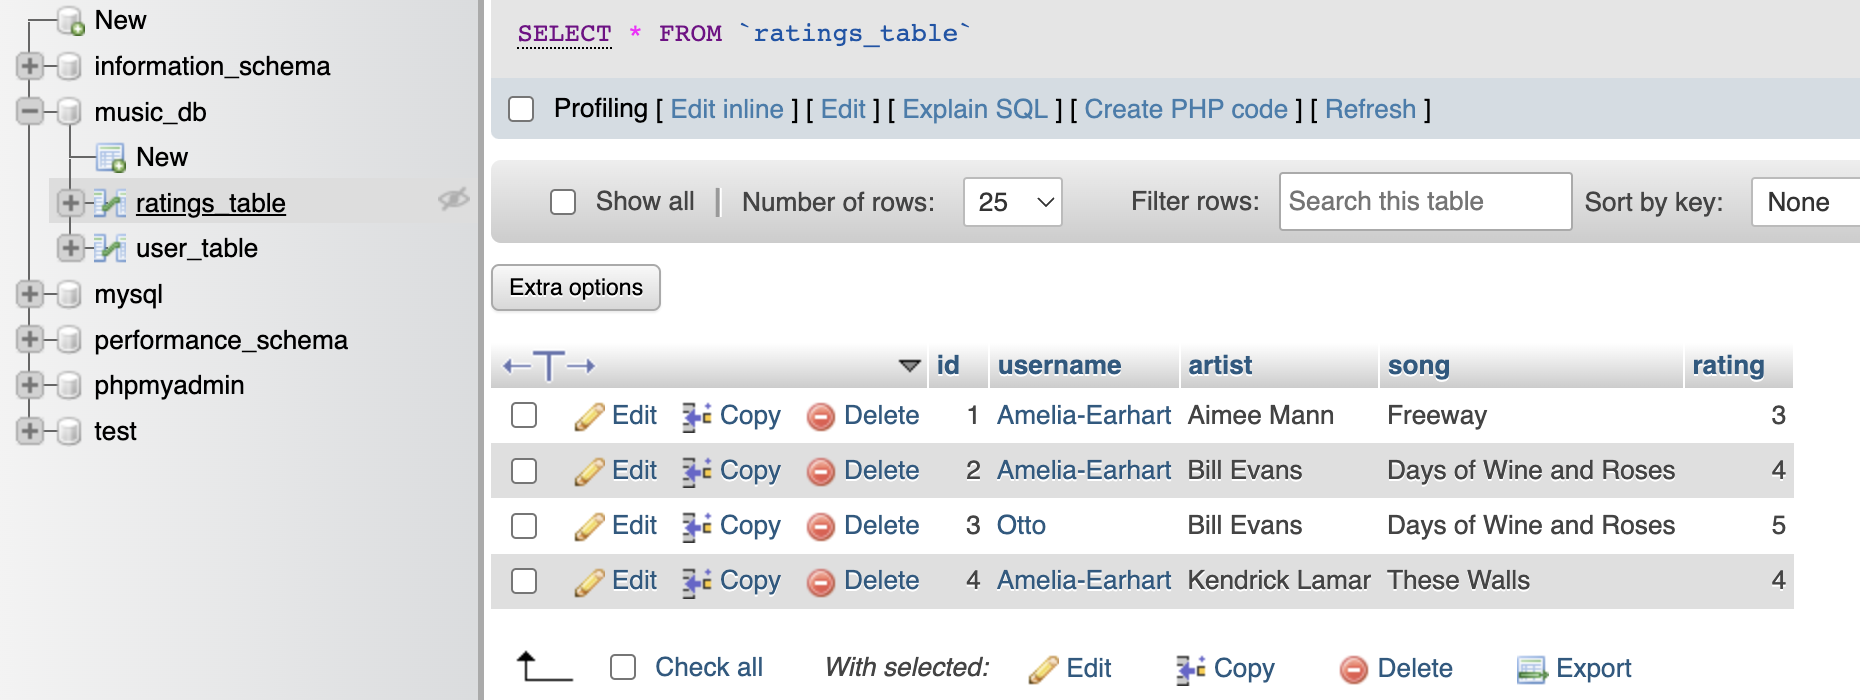 New
information_schema
music_db
New
ratings_table
user_table
mysql
performance_schema
phpmyadmin
test
SELECT * FROM `ratings_table`
Profiling [ Edit inline ] [ Edit ] [ Explain SQL ] [ Create PHP code ] [ Refresh ]
Show all | Number of rows: 25 Filter rows: Search this table Sort by key: None
Extra options
id username artist song rating
Edit Copy Delete 1 Amelia-Earhart Aimee Mann Freeway 3
Edit Copy Delete 2 Amelia-Earhart Bill Evans Days of Wine and Roses 4
Edit Copy Delete 3 Otto Bill Evans Days of Wine and Roses 5
Edit Copy Delete 4 Amelia-Earhart Kendrick Lamar These Walls 4
Check all With selected: Edit Copy Delete Export